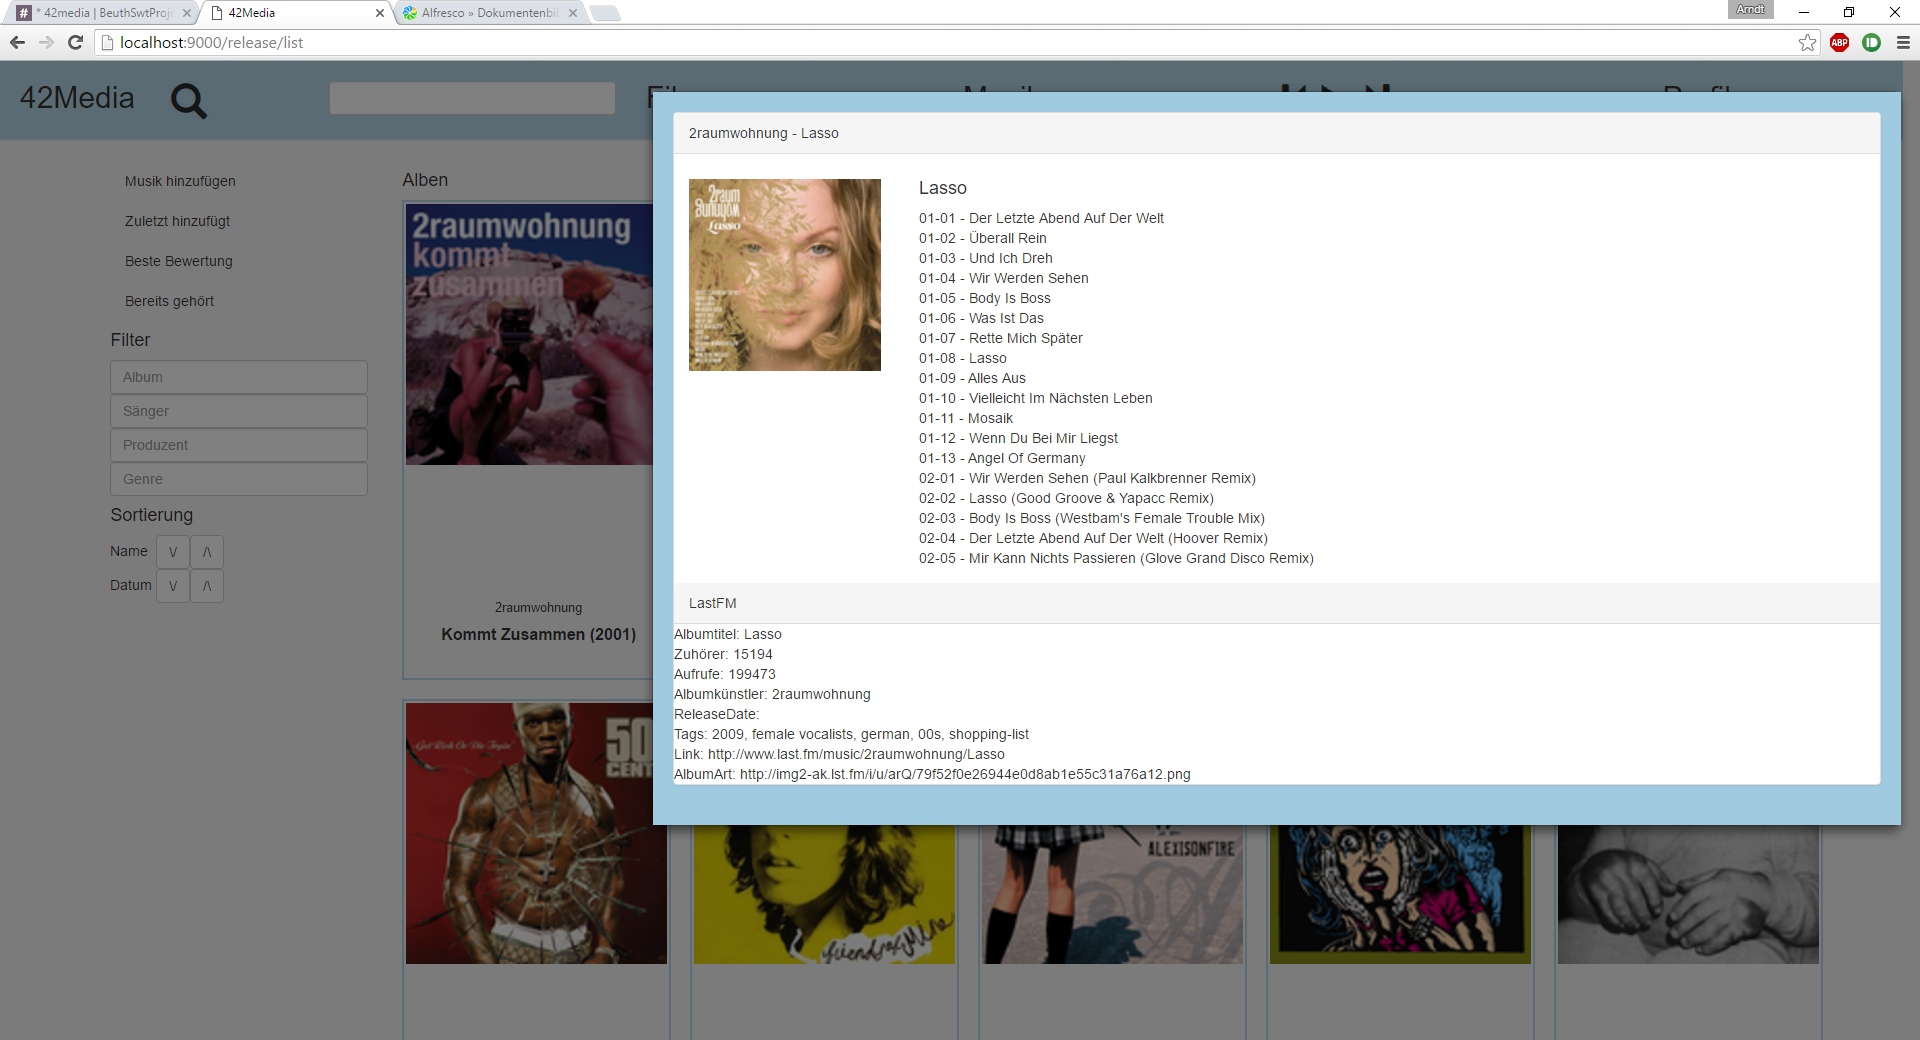 * 42media | BeuthSwtProj
42Media
Alfresco » Dokumentenbi
Arndt
localhost:9000/release/list
ABP
42Media
Musik hinzufügen
Zuletzt hinzufügt
Beste Bewertung
Bereits gehört
Filter
Album
Sänger
Produzent
Genre
Sortierung
Name \/ /\
Datum \/ /\
Alben
2raumwohnung
kommt
zusammen
2raumwohnung
Kommt Zusammen (2001)
Get Rich Or Die Tryin'
50
CENT
ALEXISONFIRE
2raumwohnung - Lasso
2raum
wohnung
Lasso
Lasso
01-01 - Der Letzte Abend Auf Der Welt
01-02 - Überall Rein
01-03 - Und Ich Dreh
01-04 - Wir Werden Sehen
01-05 - Body Is Boss
01-06 - Was Ist Das
01-07 - Rette Mich Später
01-08 - Lasso
01-09 - Alles Aus
01-10 - Vielleicht Im Nächsten Leben
01-11 - Mosaik
01-12 - Wenn Du Bei Mir Liegst
01-13 - Angel Of Germany
02-01 - Wir Werden Sehen (Paul Kalkbrenner Remix)
02-02 - Lasso (Good Groove & Yapacc Remix)
02-03 - Body Is Boss (Westbam's Female Trouble Mix)
02-04 - Der Letzte Abend Auf Der Welt (Hoover Remix)
02-05 - Mir Kann Nichts Passieren (Glove Grand Disco Remix)
LastFM
Albumtitel: Lasso
Zuhörer: 15194
Aufrufe: 199473
Albumkünstler: 2raumwohnung
ReleaseDate:
Tags: 2009, female vocalists, german, 00s, shopping-list
Link: http://www.last.fm/music/2raumwohnung/Lasso
AlbumArt: http://img2-ak.lst.fm/i/u/arQ/79f52f0e26944e0d8ab1e55c31a76a12.png